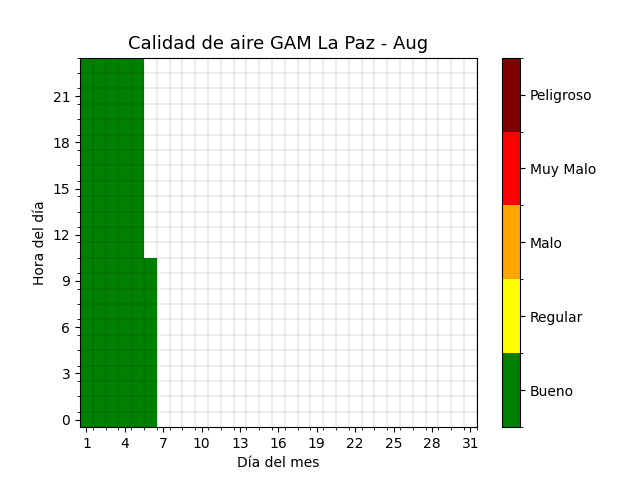 Calidad de aire GAM La Paz - Aug
Hora del día
21
18
15
12
9
6
3
0
1 4 7 10 13 16 19 22 25 28 31
Día del mes
Peligroso
Muy Malo
Malo
Regular
Bueno